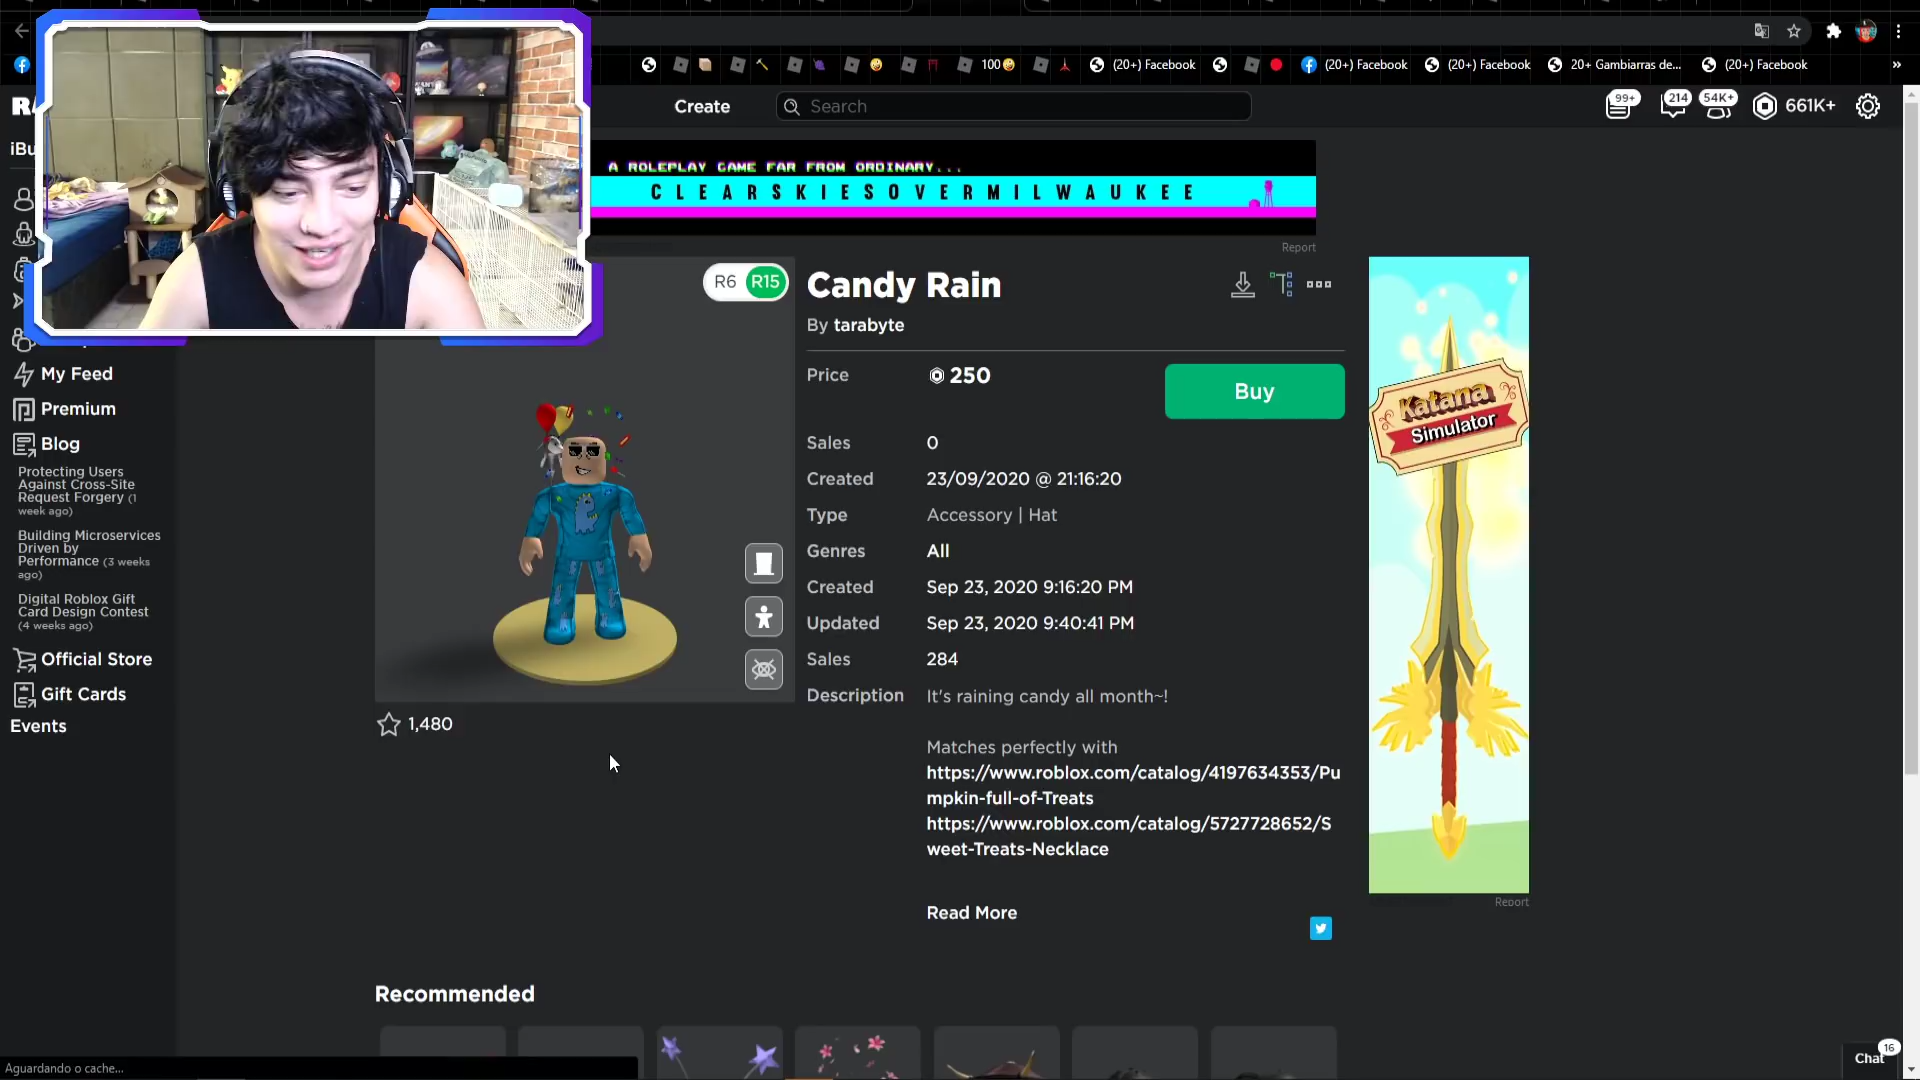 (20+) Facebook
100
(20+) Facebook
(20+) Facebook
20+ Gambiarras de...
(20+) Facebook
»
Create
Search
99+
214
54K+
661K+
iBu
A ROLEPLAY GAME FAR FROM ORDINARY...
CLEARSKIESOVERMILWAUKEE
Report
My Feed
Premium
Blog
Protecting Users
Against Cross-Site
Request Forgery (1
week ago)
Building Microservices
Driven by
Performance (3 weeks
ago)
Digital Roblox Gift
Card Design Contest
(4 weeks ago)
Official Store
Gift Cards
Events
R6 R15
1,480
Candy Rain
By tarabyte
Price 250
Buy
Sales 0
Created 23/09/2020 @ 21:16:20
Type Accessory | Hat
Genres All
Created Sep 23, 2020 9:16:20 PM
Updated Sep 23, 2020 9:40:41 PM
Sales 284
Description It's raining candy all month~!
Matches perfectly with
https://www.roblox.com/catalog/4197634353/Pu
mpkin-full-of-Treats
https://www.roblox.com/catalog/5727728652/S
weet-Treats-Necklace
Read More
Katana
Simulator
Report
Recommended
Aguardando o cache...
Chat
16